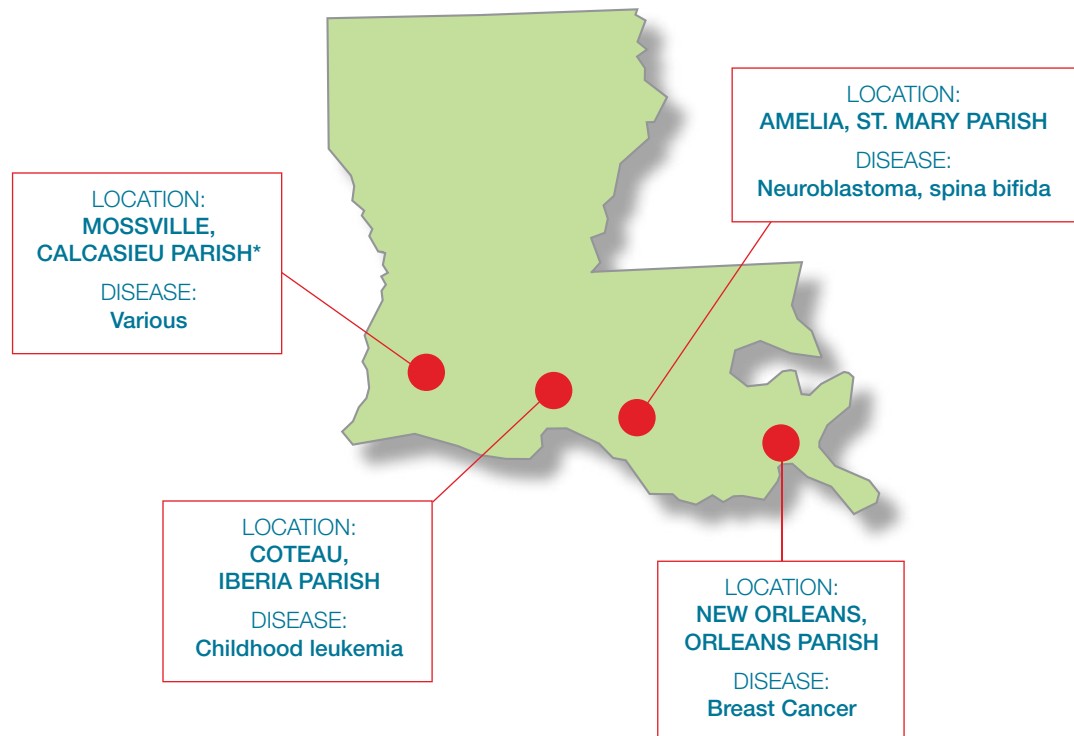 LOCATION:
AMELIA, ST. MARY PARISH
DISEASE:
Neuroblastoma, spina bifida
LOCATION:
MOSSVILLE,
CALCASIEU PARISH*
DISEASE:
Various
LOCATION:
COTEAU,
IBERIA PARISH
DISEASE:
Childhood leukemia
LOCATION:
NEW ORLEANS,
ORLEANS PARISH
DISEASE:
Breast Cancer